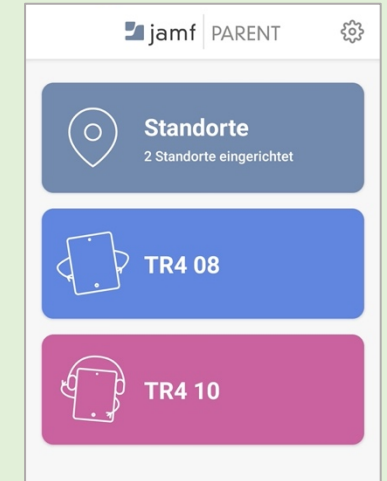 jamf PARENT
Standorte
2 Standorte eingerichtet
TR4 08
TR4 10